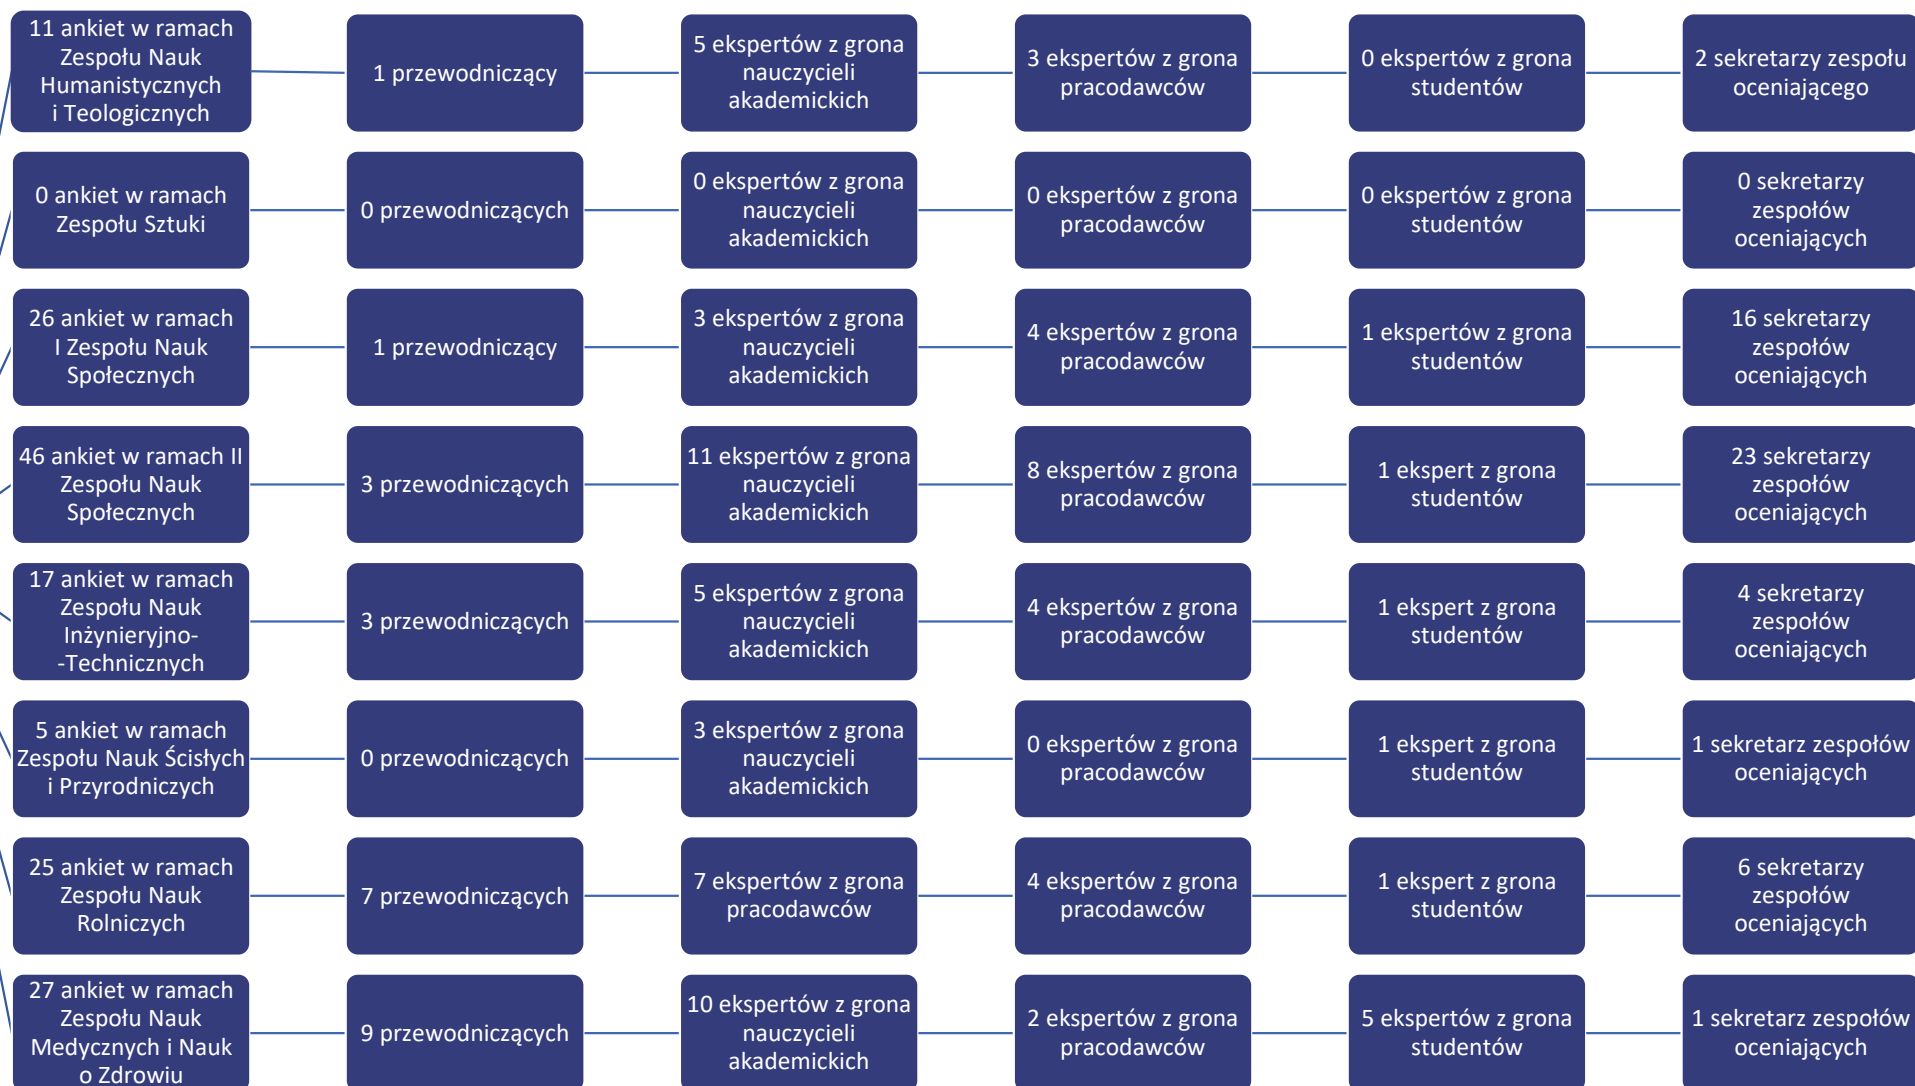 11 ankiet w ramach
Zespołu Nauk
Humanistycznych
i Teologicznych
1 przewodniczący
5 ekspertów z grona
nauczycieli
akademickich
3 ekspertów z grona
pracodawców
0 ekspertów z grona
studentów
2 sekretarzy zespołu
oceniającego
0 ankiet w ramach
Zespołu Sztuki
0 przewodniczących
0 ekspertów z grona
nauczycieli
akademickich
0 ekspertów z grona
pracodawców
0 ekspertów z grona
studentów
0 sekretarzy
zespołów
oceniających
26 ankiet w ramach
I Zespołu Nauk
Społecznych
1 przewodniczący
3 ekspertów z grona
nauczycieli
akademickich
4 ekspertów z grona
pracodawców
1 ekspertów z grona
studentów
16 sekretarzy
zespołów
oceniających
46 ankiet w ramach II
Zespołu Nauk
Społecznych
3 przewodniczących
11 ekspertów z grona
nauczycieli
akademickich
8 ekspertów z grona
pracodawców
1 ekspert z grona
studentów
23 sekretarzy
zespołów
oceniających
17 ankiet w ramach
Zespołu Nauk
Inżynieryjno-
-Technicznych
3 przewodniczących
5 ekspertów z grona
nauczycieli
akademickich
4 ekspertów z grona
pracodawców
1 ekspert z grona
studentów
4 sekretarzy
zespołów
oceniających
5 ankiet w ramach
Zespołu Nauk Ścisłych
i Przyrodniczych
0 przewodniczących
3 ekspertów z grona
nauczycieli
akademickich
0 ekspertów z grona
pracodawców
1 ekspert z grona
studentów
1 sekretarz zespołów
oceniających
25 ankiet w ramach
Zespołu Nauk
Rolniczych
7 przewodniczących
7 ekspertów z grona
pracodawców
4 ekspertów z grona
pracodawców
1 ekspert z grona
studentów
6 sekretarzy
zespołów
oceniających
27 ankiet w ramach
Zespołu Nauk
Medycznych i Nauk
o Zdrowiu
9 przewodniczących
10 ekspertów z grona
nauczycieli
akademickich
2 ekspertów z grona
pracodawców
5 ekspertów z grona
studentów
1 sekretarz zespołów
oceniających